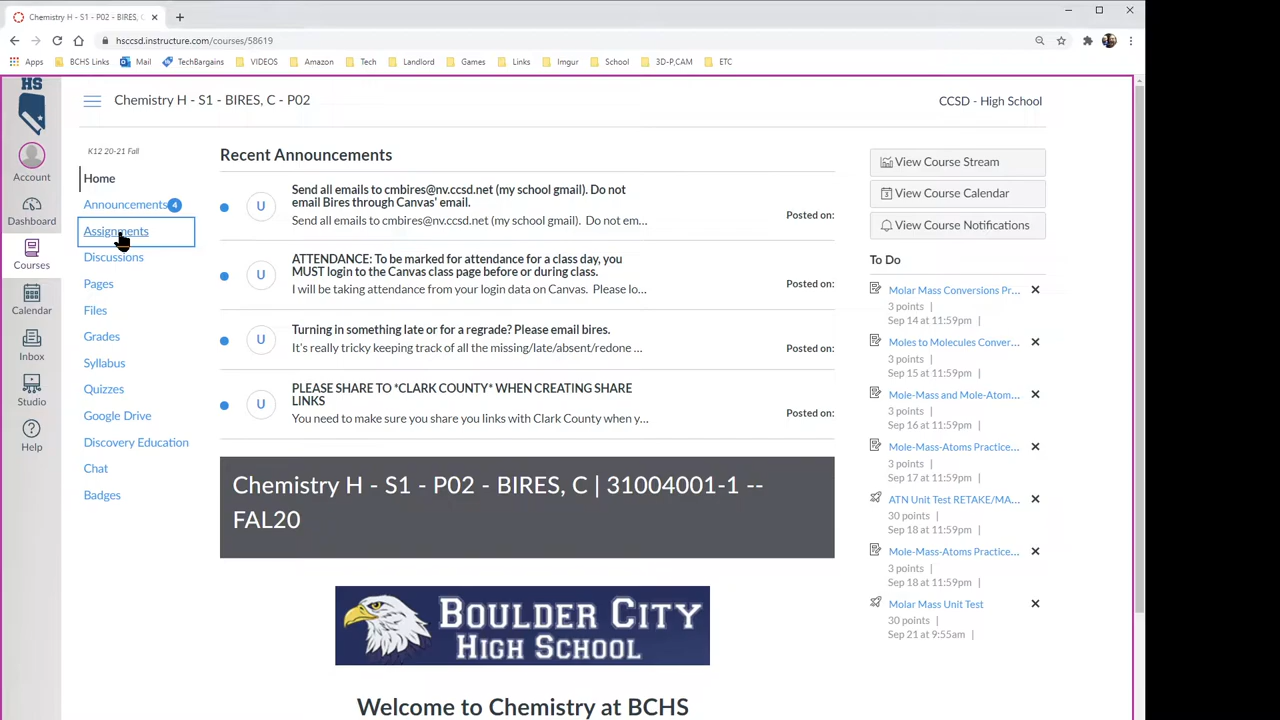 Chemistry H - S1 - P02 - BIRES, C
hsccsd.instructure.com/courses/58619
Apps
BCHS Links
Mail
TechBargains
VIDEOS
Amazon
Tech
Landlord
Games
Links
Imgur
School
3D-P,CAM
ETC
HS
Account
Dashboard
Courses
Calendar
Inbox
Studio
Help
Chemistry H - S1 - BIRES, C - P02
CCSD - High School
K12 20-21 Fall
Home
Announcements 4
Assignments
Discussions
Pages
Files
Grades
Syllabus
Quizzes
Google Drive
Discovery Education
Chat
Badges
Recent Announcements
U
Send all emails to cmbires@nv.ccsd.net (my school gmail). Do not
email Bires through Canvas' email.
Send all emails to cmbires@nv.ccsd.net (my school gmail). Do not em...
Posted on:
U
ATTENDANCE: To be marked for attendance for a class day, you
MUST login to the Canvas class page before or during class.
I will be taking attendance from your login data on Canvas. Please lo...
Posted on:
U
Turning in something late or for a regrade? Please email bires.
It's really tricky keeping track of all the missing/late/absent/redone ...
Posted on:
U
PLEASE SHARE TO *CLARK COUNTY* WHEN CREATING SHARE
LINKS
You need to make sure you share you links with Clark County when y...
Posted on:
Chemistry H - S1 - P02 - BIRES, C | 31004001-1 --
FAL20
BOULDER CITY
HIGH SCHOOL
Welcome to Chemistry at BCHS
View Course Stream
View Course Calendar
View Course Notifications
To Do
Molar Mass Conversions Pr...
3 points |
Sep 14 at 11:59pm |
Moles to Molecules Conver...
3 points |
Sep 15 at 11:59pm |
Mole-Mass and Mole-Atom...
3 points |
Sep 16 at 11:59pm |
Mole-Mass-Atoms Practice...
3 points |
Sep 17 at 11:59pm |
ATN Unit Test RETAKE/MA...
30 points |
Sep 18 at 11:59pm |
Mole-Mass-Atoms Practice...
3 points |
Sep 18 at 11:59pm |
Molar Mass Unit Test
30 points |
Sep 21 at 9:55am |